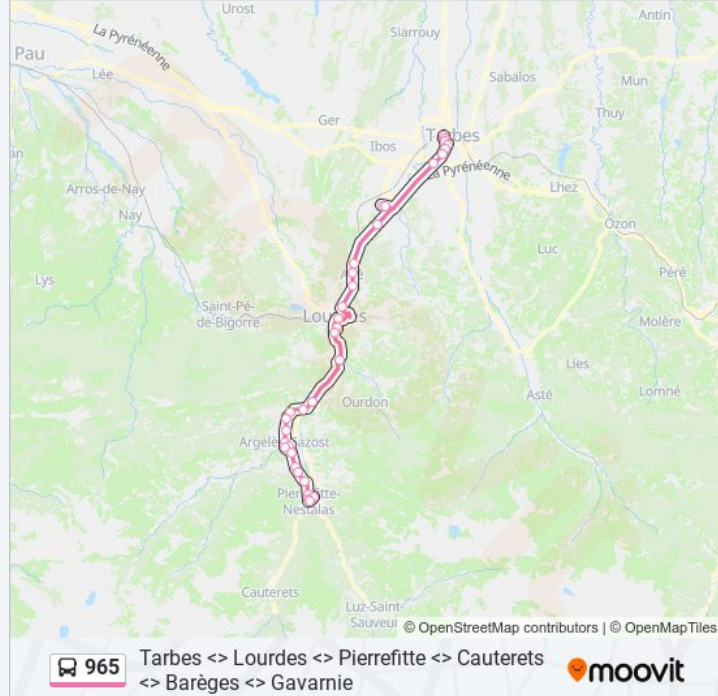 Urost
Antin
La Pyrénéenne
Siarrouy
Pau
Lée
Sabalos
Mun
Ger
Thuy
Tarbes
Ibos
La Pyrénéenne
Arros-de-Nay
Lhez
Nay
Ozon
Luc
Péré
Lys
Saint-Pé-
de-Bigorre
Lourdes
Molère
Lies
Asté
Lomné
Ourdon
Pierrefitte-
Nestalas
Cauterets
Luz-Saint-
Sauveur
© OpenStreetMap contributors | © OpenMapTiles
965
Tarbes <> Lourdes <> Pierrefitte <> Cauterets
<> Barèges <> Gavarnie
moovit